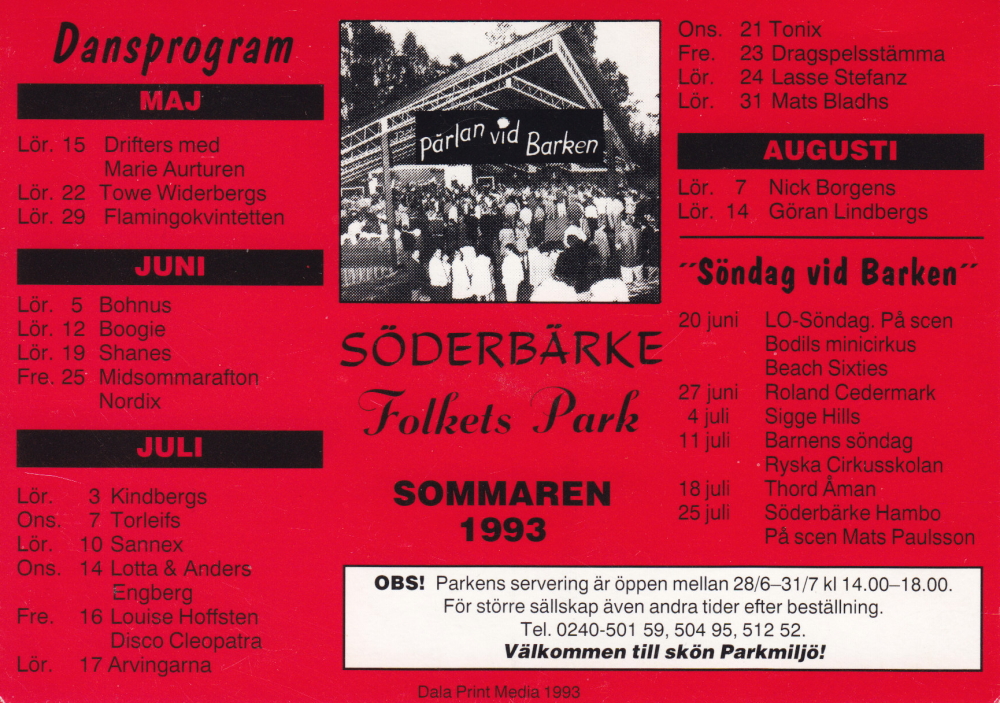 Dansprogram
MAJ
Lör. 15 Drifters med
Marie Aurturen
Lör. 22 Towe Widerbergs
Lör. 29 Flamingokvintetten
JUNI
Lör. 5 Bohnus
Lör. 12 Boogie
Lör. 19 Shanes
Fre. 25 Midsommarafton
Nordix
JULI
Lör. 3 Kindbergs
Ons. 7 Torleifs
Lör. 10 Sannex
Ons. 14 Lotta & Anders
Engberg
Fre. 16 Louise Hoffsten
Disco Cleopatra
Lör. 17 Arvingarna
Pärlan vid Barken
SÖDERBÄRKE
Folkets Park
SOMMAREN
1993
Ons. 21 Tonix
Fre. 23 Dragspelsstämma
Lör. 24 Lasse Stefanz
Lör. 31 Mats Bladhs
AUGUSTI
Lör. 7 Nick Borgens
Lör. 14 Göran Lindbergs
"Söndag vid Barken"
20 juni LO-Söndag. På scen
Bodils minicirkus
Beach Sixties
27 juni Roland Cedermark
4 juli Sigge Hills
11 juli Barnens söndag
Ryska Cirkusskolan
18 juli Thord Åman
25 juli Söderbärke Hambo
På scen Mats Paulsson
OBS! Parkens servering är öppen mellan 28/6–31/7 kl 14.00–18.00.
För större sällskap även andra tider efter beställning.
Tel. 0240-501 59, 504 95, 512 52.
Välkommen till skön Parkmiljö!
Dala Print Media 1993